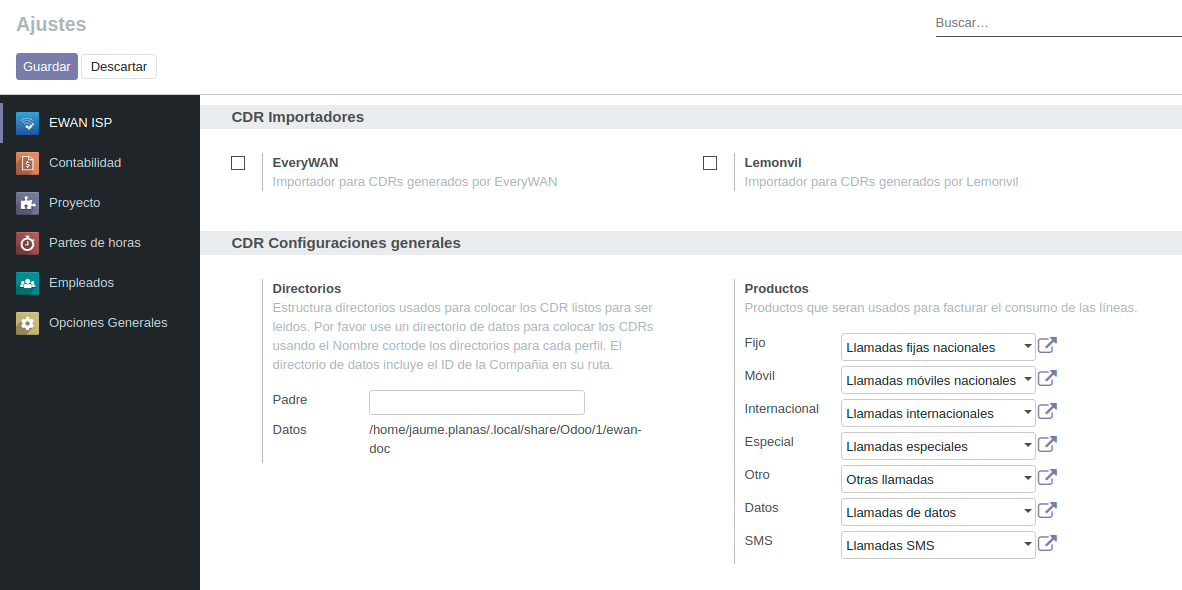 Ajustes
Buscar…
Guardar
Descartar
EWAN ISP
Contabilidad
Proyecto
Partes de horas
Empleados
Opciones Generales
CDR Importadores
EveryWAN
Importador para CDRs generados por EveryWAN
Lemonvil
Importador para CDRs generados por Lemonvil
CDR Configuraciones generales
Directorios
Estructura directorios usados para colocar los CDR listos para ser
leidos. Por favor use un directorio de datos para colocar los CDRs
usando el Nombre cortode los directorios para cada perfil. El
directorio de datos incluye el ID de la Compañia en su ruta.
Padre
Datos
/home/jaume.planas/.local/share/Odoo/1/ewan-
doc
Productos
Productos que seran usados para facturar el consumo de las líneas.
Fijo
Llamadas fijas nacionales
Móvil
Llamadas móviles nacionales
Internacional
Llamadas internacionales
Especial
Llamadas especiales
Otro
Otras llamadas
Datos
Llamadas de datos
SMS
Llamadas SMS